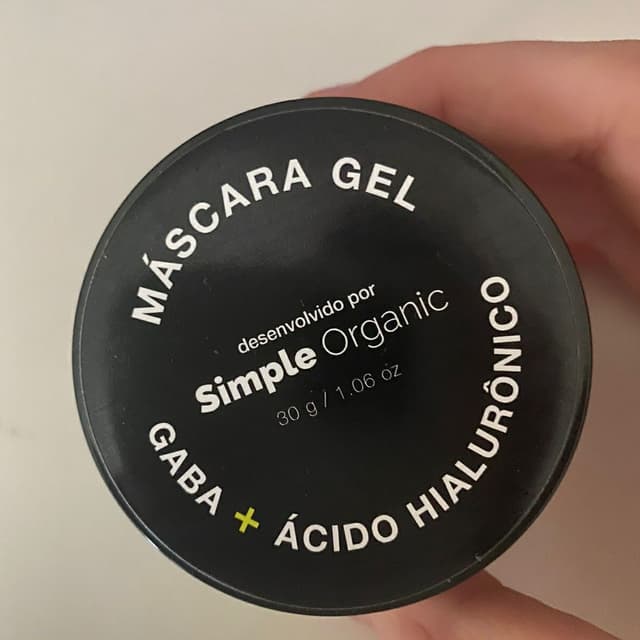 MÁSCARA GEL
desenvolvido por
Simple Organic
30 g / 1.06 oz
GABA + ÁCIDO HIALURÔNICO